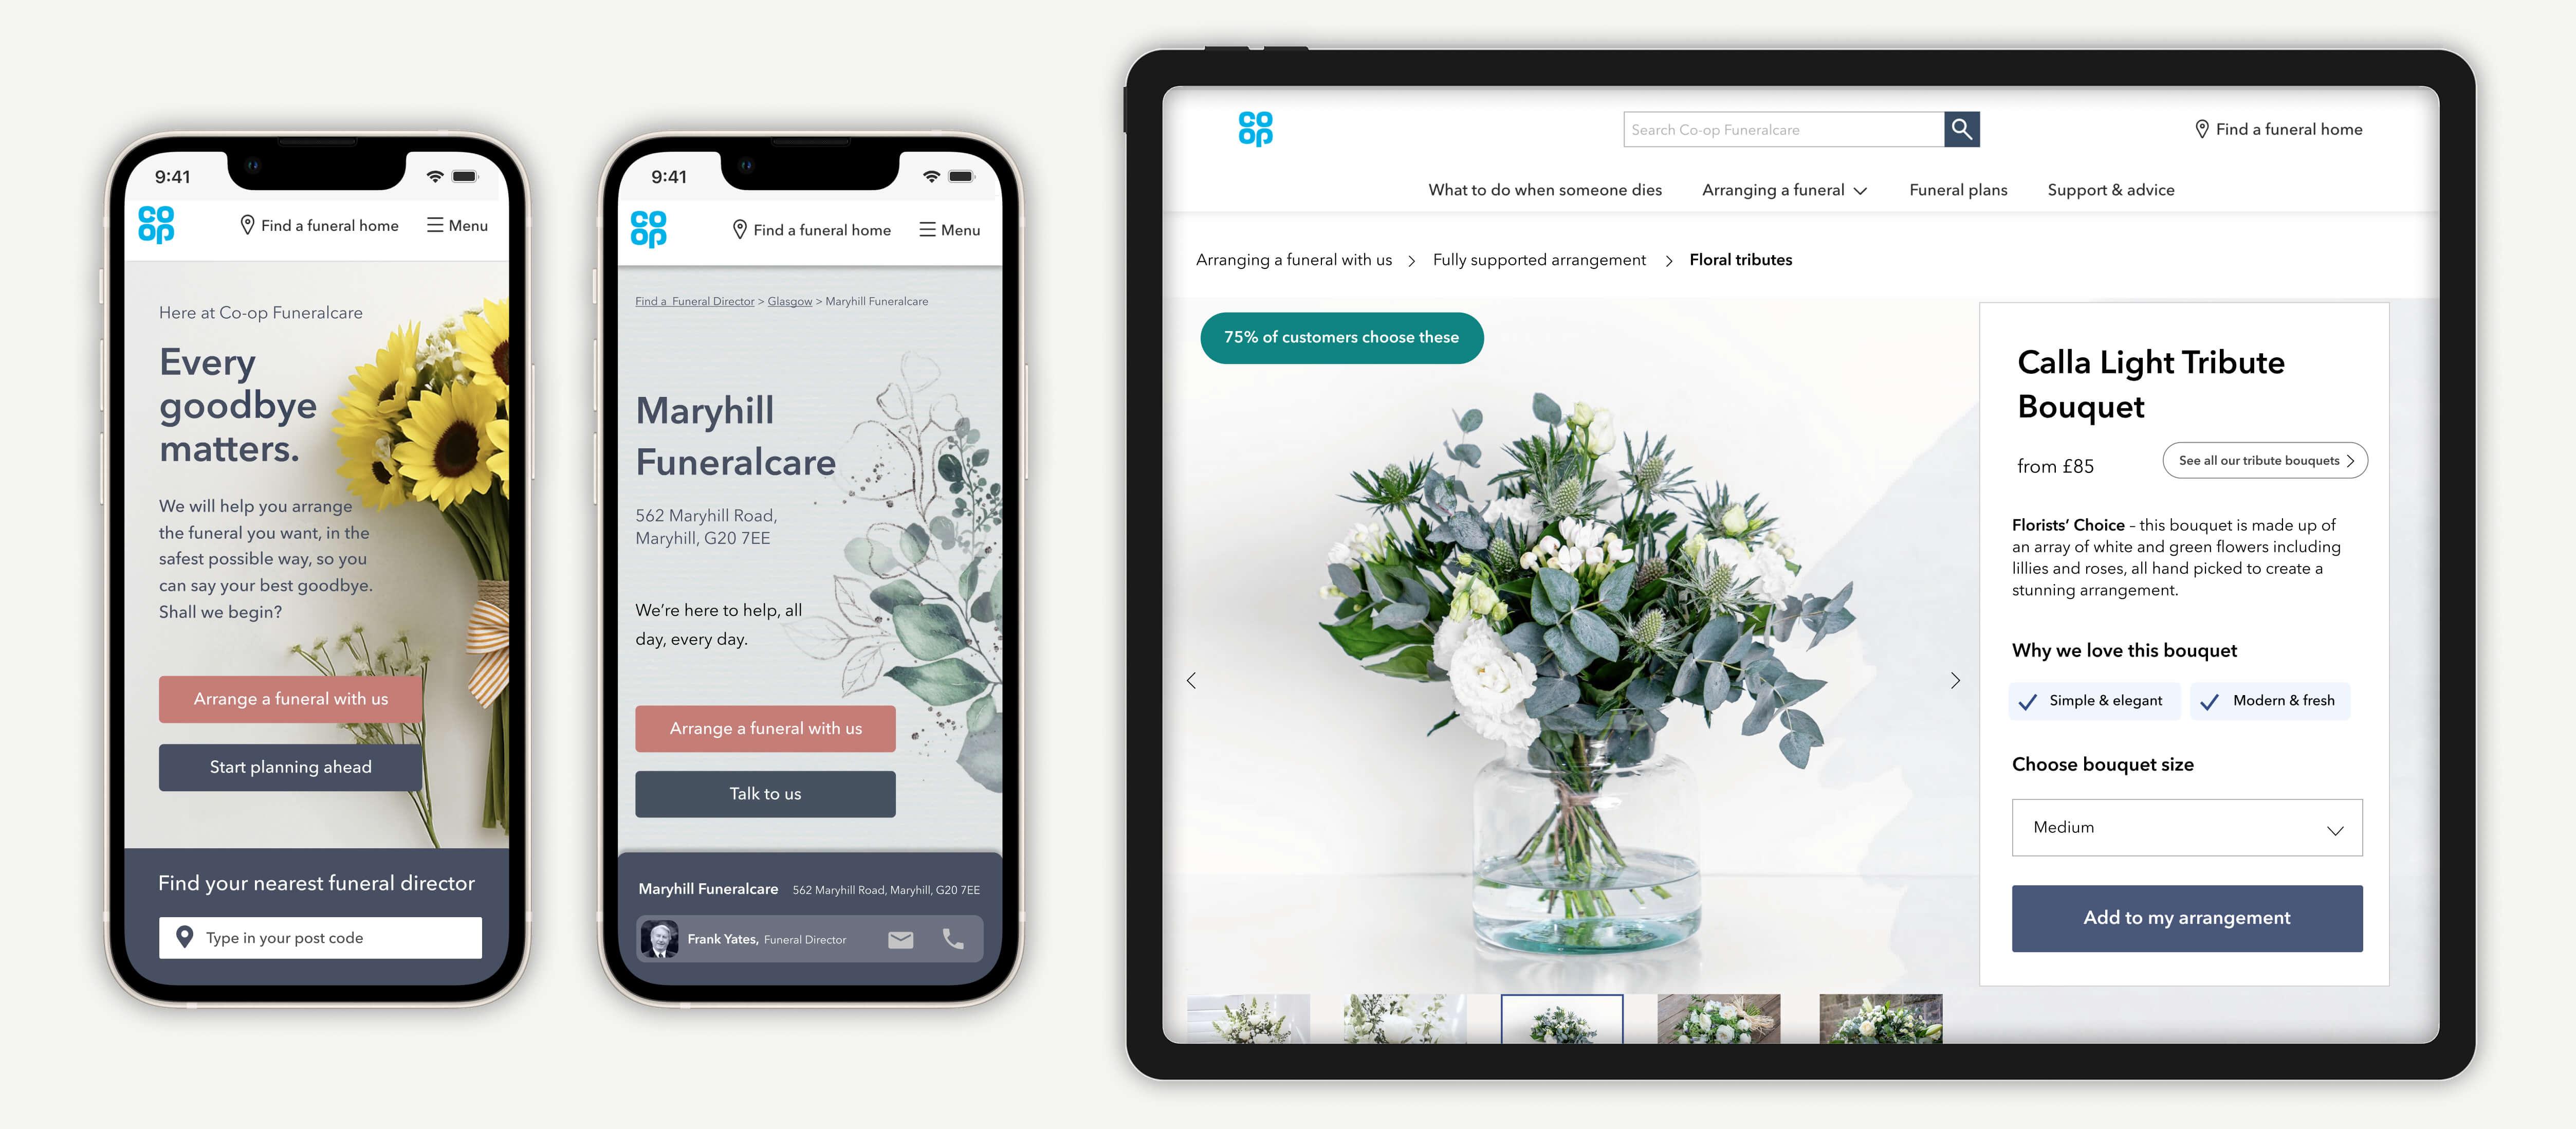 9:41
co
op
Find a funeral home
Menu
Here at Co-op Funeralcare
Every
goodbye
matters.
We will help you arrange
the funeral you want, in the
safest possible way, so you
can say your best goodbye.
Shall we begin?
Arrange a funeral with us
Start planning ahead
Find your nearest funeral director
Type in your post code
9:41
co
op
Find a funeral home
Menu
Find a  Funeral Director > Glasgow > Maryhill Funeralcare
Maryhill
Funeralcare
562 Maryhill Road,
Maryhill, G20 7EE
We’re here to help, all
day, every day.
Arrange a funeral with us
Talk to us
Maryhill Funeralcare 562 Maryhill Road, Maryhill, G20 7EE
Frank Yates, Funeral Director
co
op
Search Co-op Funeralcare
Find a funeral home
What to do when someone dies Arranging a funeral Funeral plans Support & advice
Arranging a funeral with us > Fully supported arrangement > Floral tributes
75% of customers choose these
Calla Light Tribute
Bouquet
from £85
See all our tribute bouquets >
Florists’ Choice – this bouquet is made up of
an array of white and green flowers including
lillies and roses, all hand picked to create a
stunning arrangement.
Why we love this bouquet
Simple & elegant
Modern & fresh
Choose bouquet size
Medium
Add to my arrangement